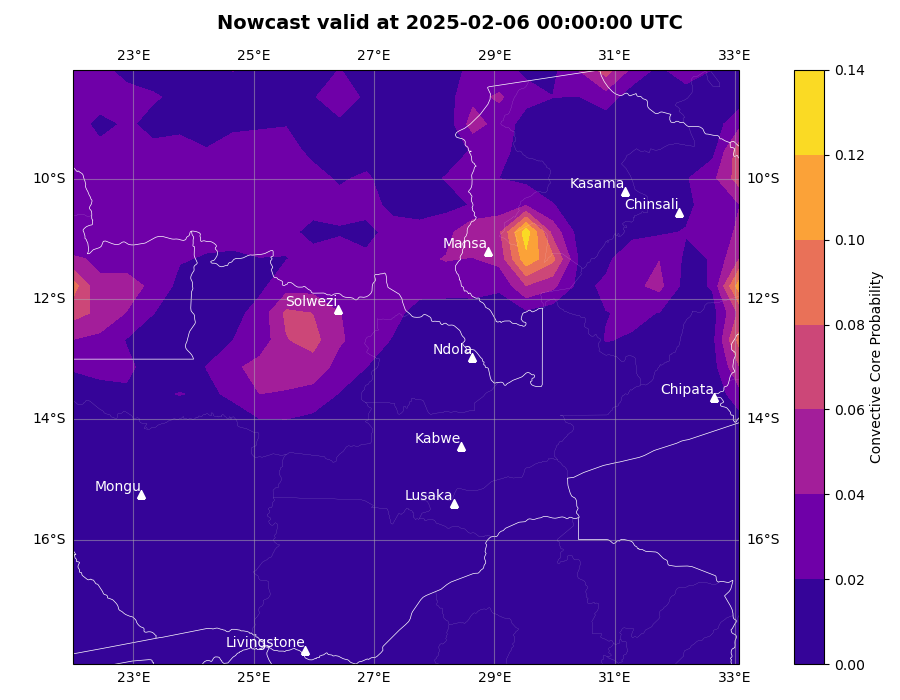 Nowcast valid at 2025-02-06 00:00:00 UTC
23°E 25°E 27°E 29°E 31°E 33°E
0.14
0.12
10°S Kasama 10°S
Chinsali
Mansa 0.10
12°S Solwezi 12°S
0.08
Ndola
Chipata
0.06
14°S 14°S
Kabwe
Mongu Lusaka 0.04
16°S 16°S
0.02
Livingstone
0.00
23°E 25°E 27°E 29°E 31°E 33°E
Convective Core Probability